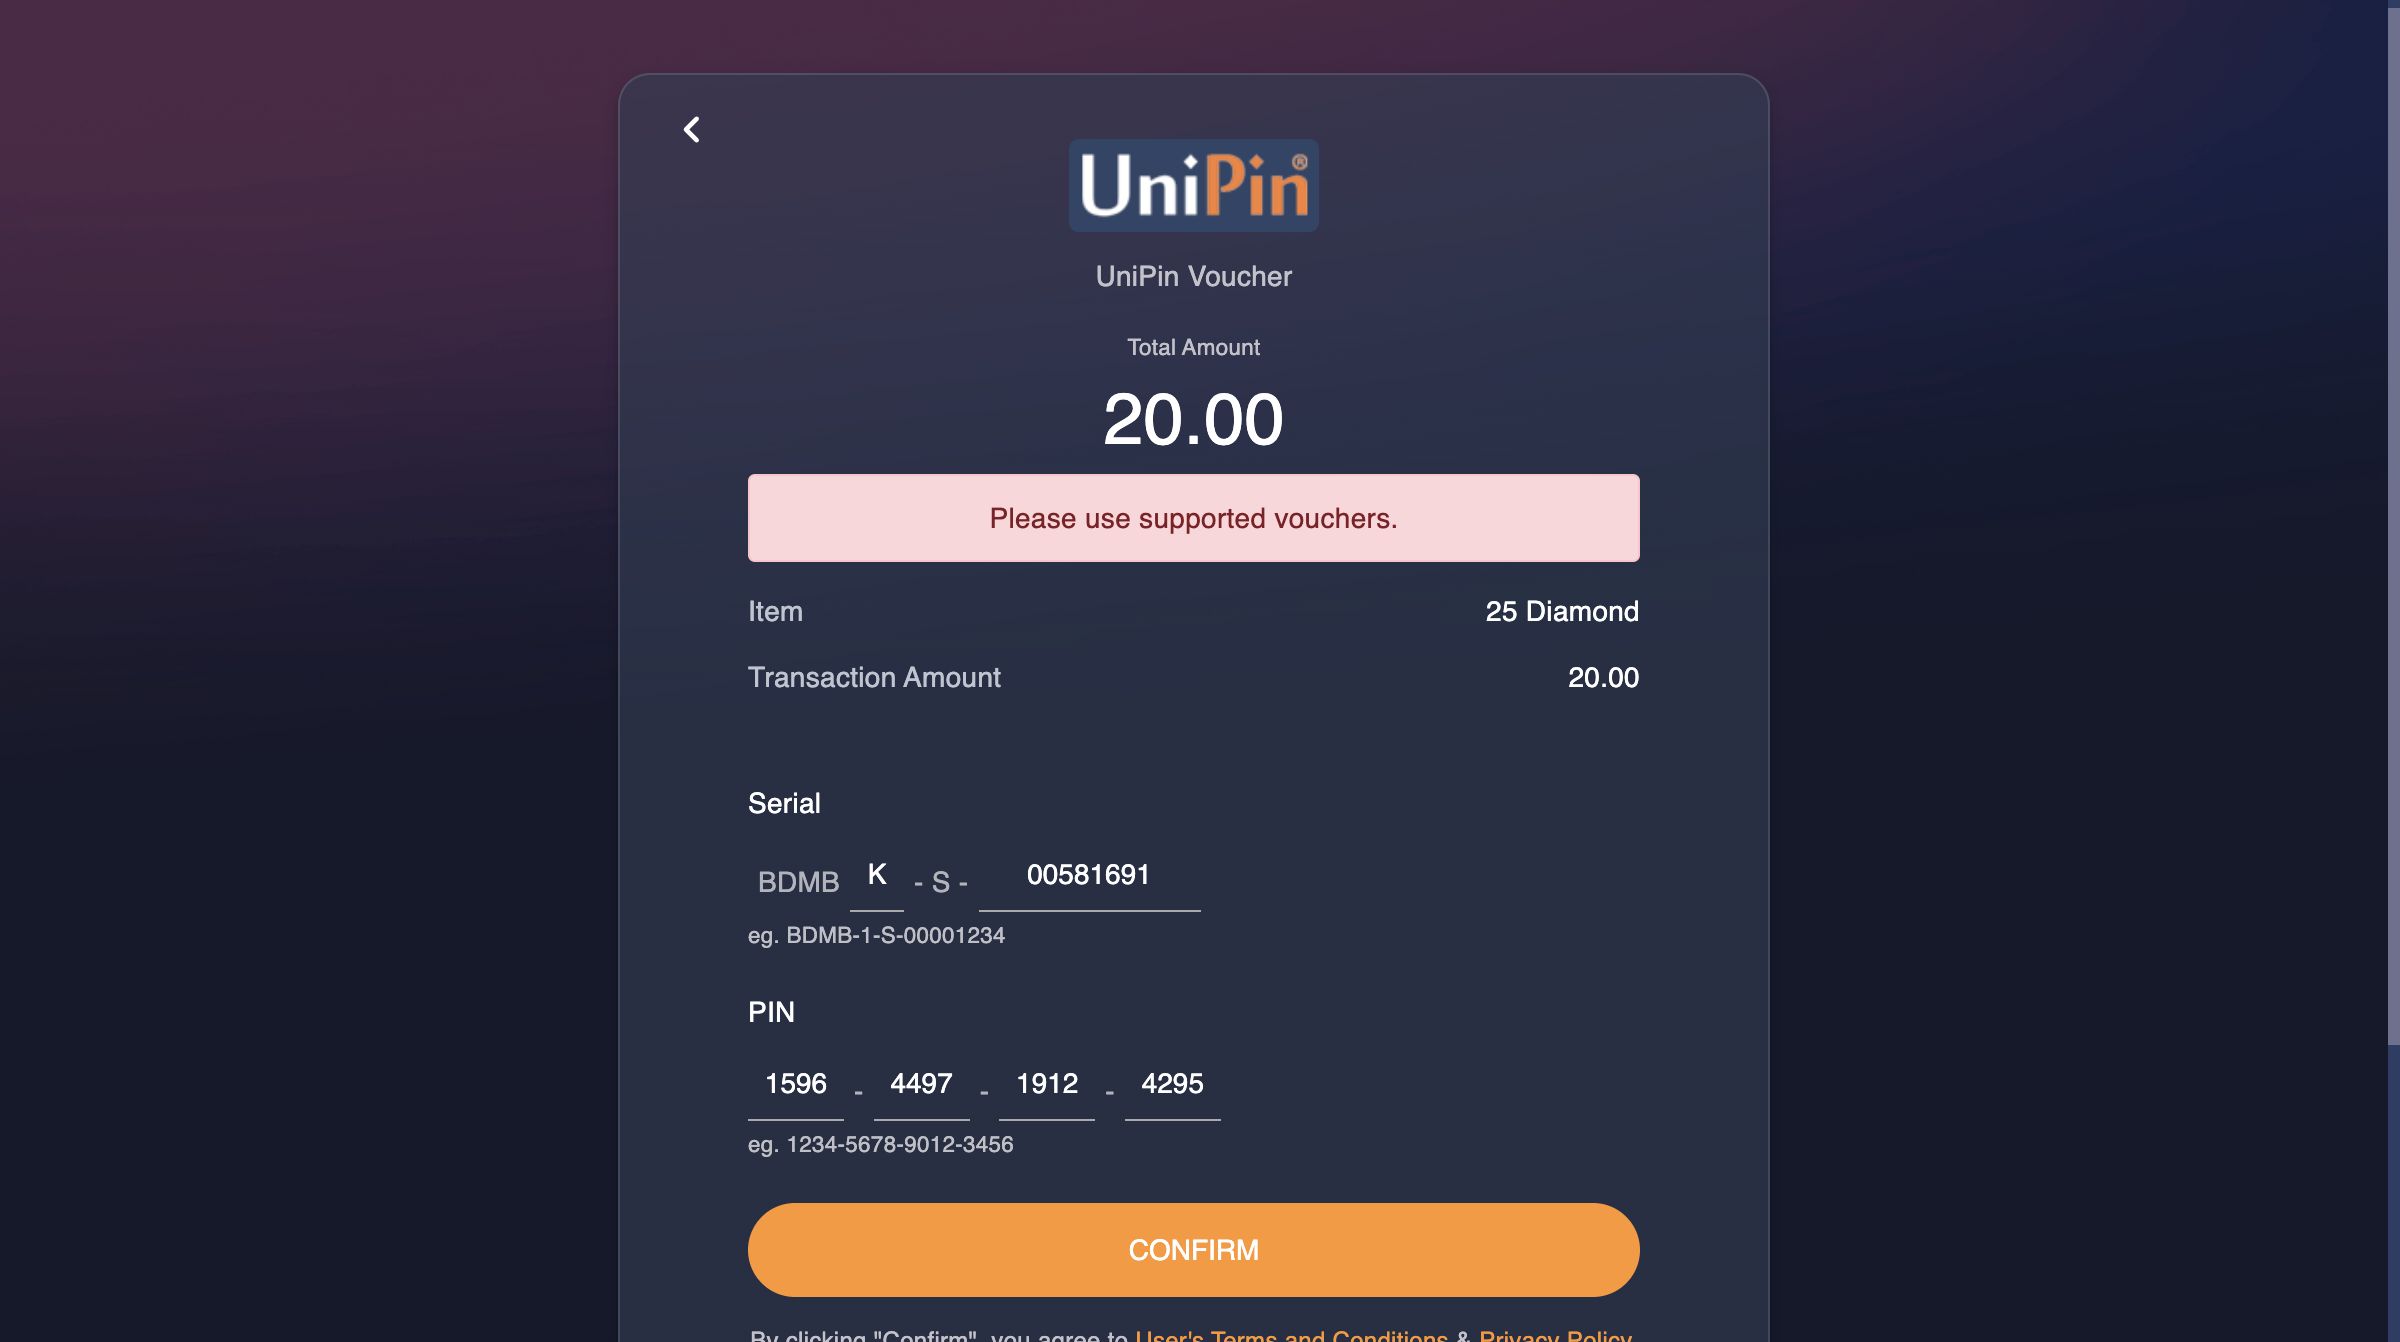 UniPin®
UniPin Voucher
Total Amount
20.00
Please use supported vouchers.
Item 25 Diamond
Transaction Amount 20.00
Serial
BDMB K - S - 00581691
eg. BDMB-1-S-00001234
PIN
1596 - 4497 - 1912 - 4295
eg. 1234-5678-9012-3456
CONFIRM
By clicking "Confirm", you agree to User's Terms and Conditions & Privacy Policy